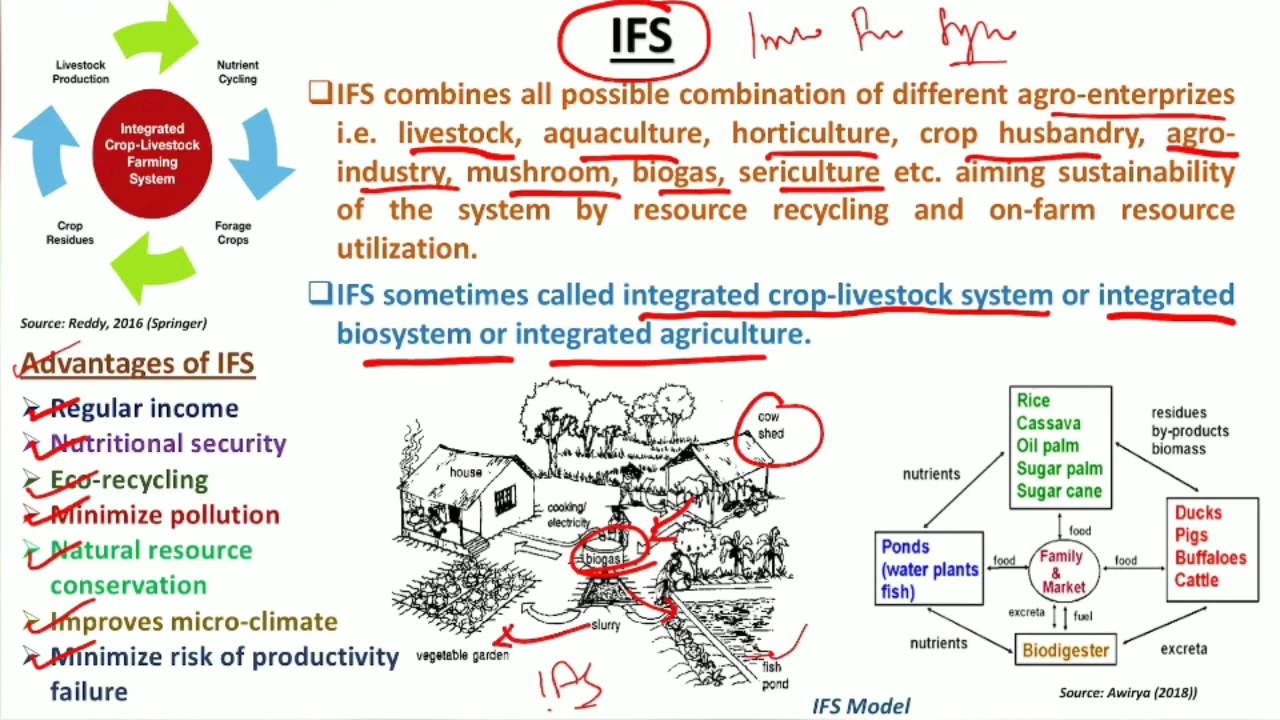 IFS
IFS combines all possible combination of different agro-enterprizes
i.e. livestock, aquaculture, horticulture, crop husbandry, agro-
industry, mushroom, biogas, sericulture etc. aiming sustainability
of the system by resource recycling and on-farm resource
utilization.
IFS sometimes called integrated crop-livestock system or integrated
biosystem or integrated agriculture.
Livestock
Production
Nutrient
Cycling
Integrated
Crop-Livestock
Farming
System
Crop
Residues
Forage
Crops
Source: Reddy, 2016 (Springer)
Advantages of IFS
Regular income
Nutritional security
Eco-recycling
Minimize pollution
Natural resource
conservation
Improves micro-climate
Minimize risk of productivity
failure
cow
shed
house
cooking/
electricity
biogas
slurry
vegetable garden
fish
pond
IFS
Rice
Cassava
Oil palm
Sugar palm
Sugar cane
residues
by-products
biomass
nutrients
food
Ducks
Pigs
Buffaloes
Cattle
Ponds
(water plants
fish)
food
Family
&
Market
food
excreta
fuel
nutrients
Biodigester
excreta
Source: Awirya (2018))
IFS Model